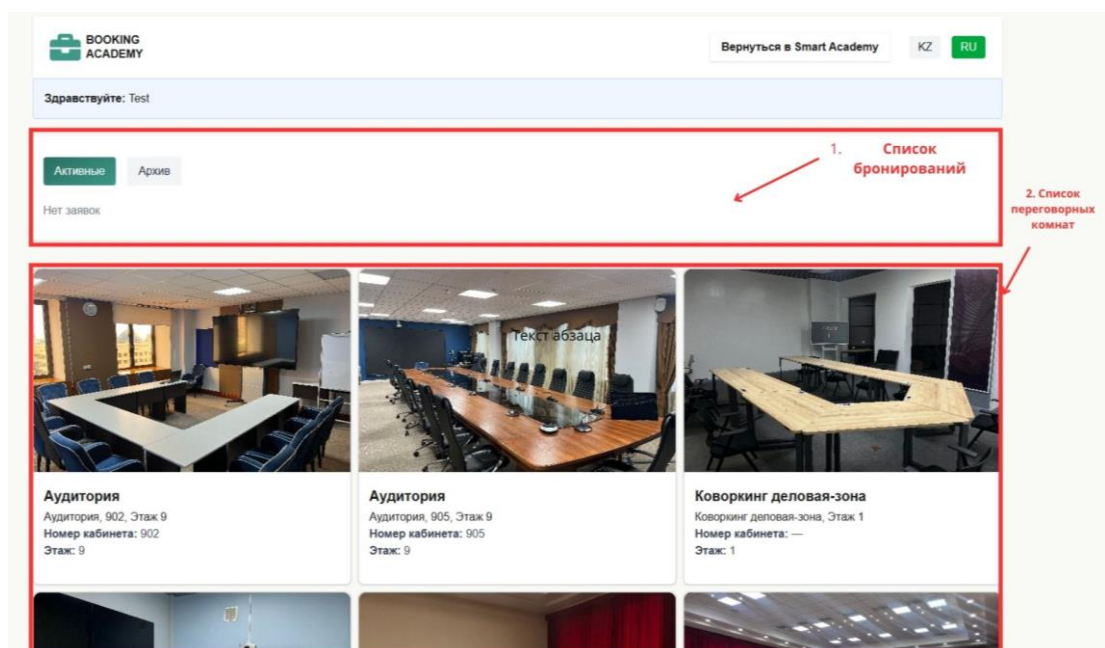 BOOKING
ACADEMY
Вернуться в Smart Academy
KZ
RU
Здравствуйте: Test
Активные
Архив
Нет заявок
1. Список
бронирований
2. Список
переговорных
комнат
Текст абзаца
Аудитория
Аудитория, 902, Этаж 9
Номер кабинета: 902
Этаж: 9
Аудитория
Аудитория, 905, Этаж 9
Номер кабинета: 905
Этаж: 9
Коворкинг деловая-зона
Коворкинг деловая-зона, Этаж 1
Номер кабинета: —
Этаж: 1